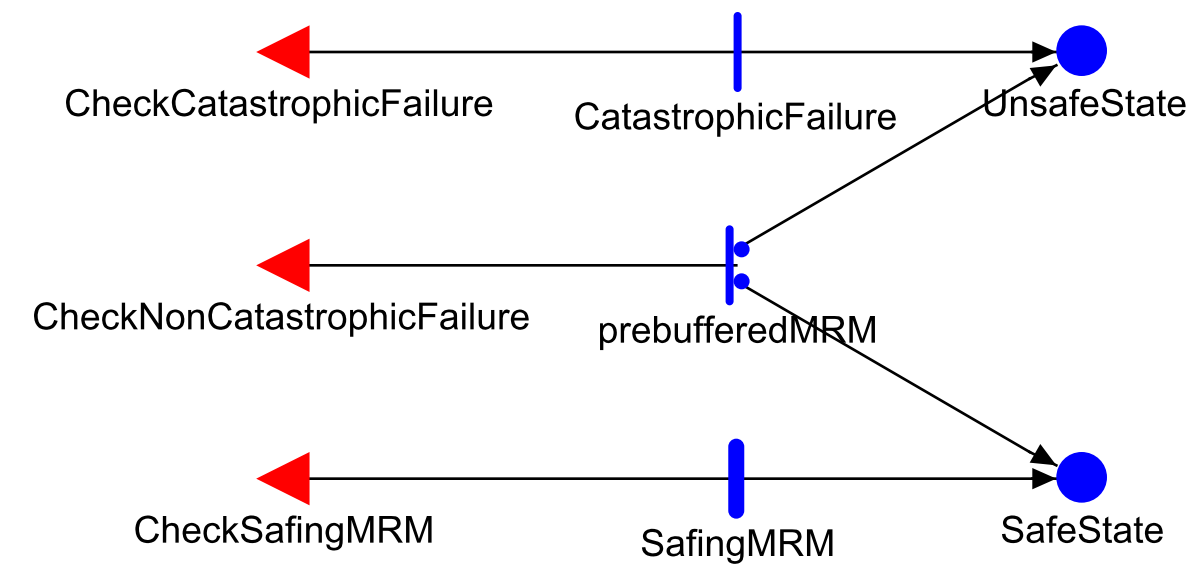 CheckCatastrophicFailure
CatastrophicFailure
UnsafeState
CheckNonCatastrophicFailure
prebufferedMRM
CheckSafingMRM
SafingMRM
SafeState